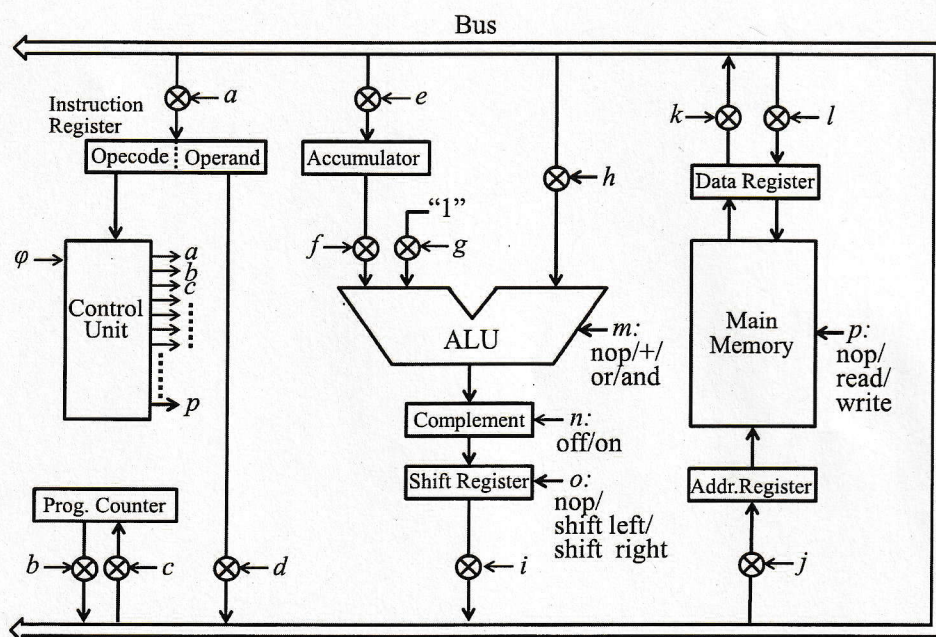 Bus
Instruction
Register
a
e
k
l
Opecode Operand
Accumulator
h
Data Register
"1"
f
g
φ
a
b
c
Control
Unit
p
ALU
m:
nop/+/
or/and
Main
Memory
p:
nop/
read/
write
Complement
n:
off/on
Shift Register
o:
nop/
shift left/
shift right
Addr.Register
Prog. Counter
b
c
d
i
j